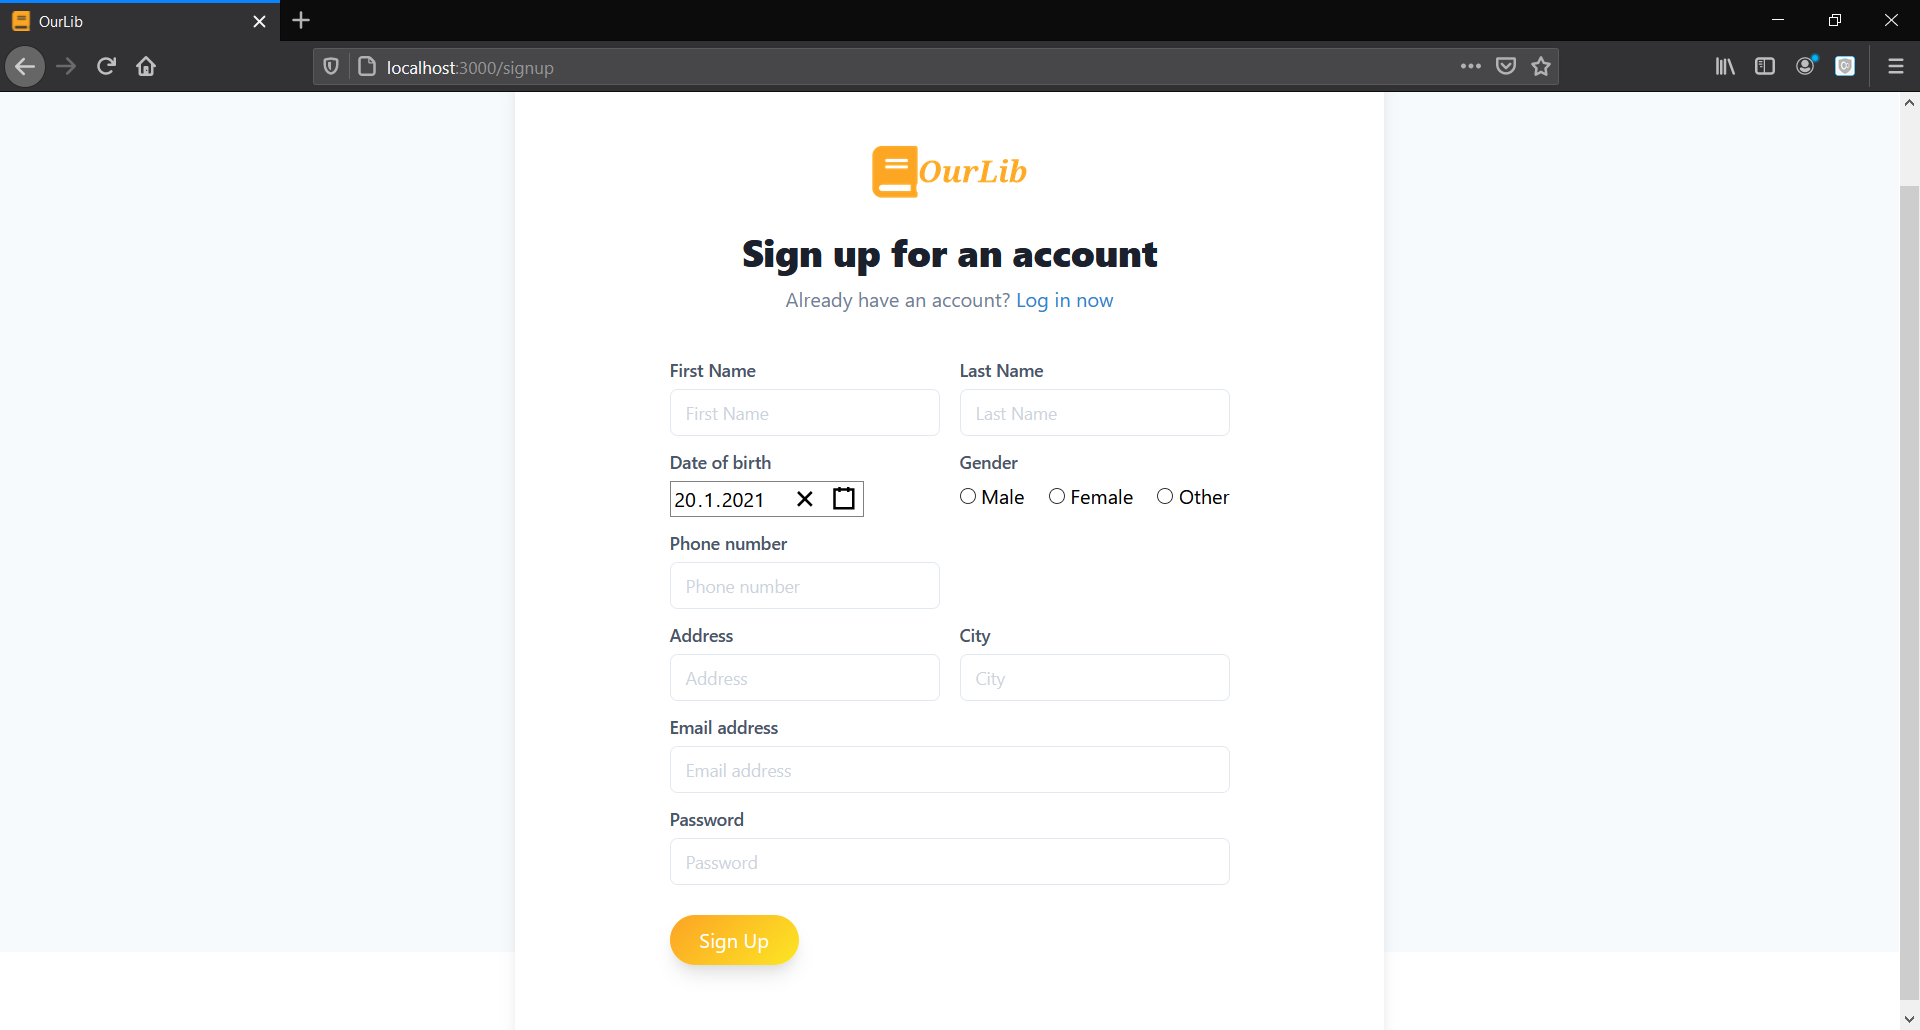 OurLib
localhost:3000/signup
OurLib
Sign up for an account
Already have an account? Log in now
First Name Last Name
First Name Last Name
Date of birth Gender
20.1.2021 Male Female Other
Phone number
Phone number
Address City
Address City
Email address
Email address
Password
Password
Sign Up